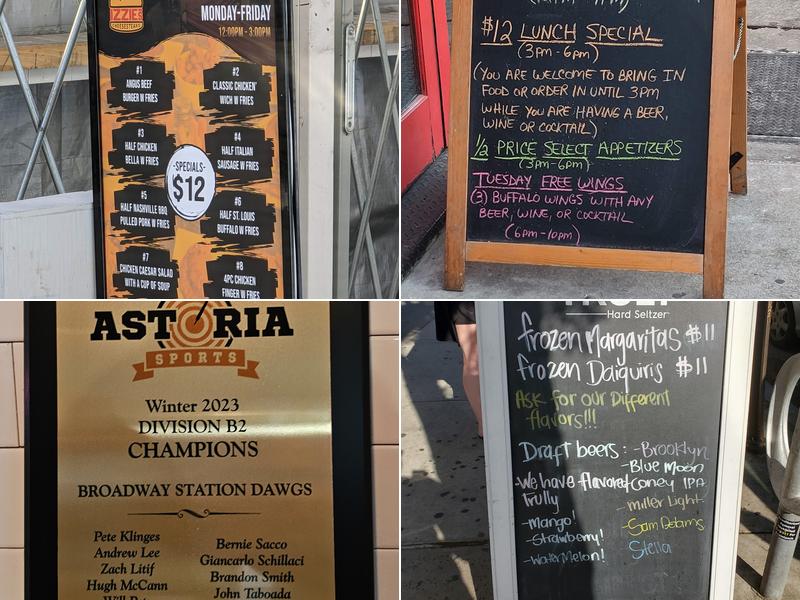 IZZIES
CHEESESTEAKS
MONDAY-FRIDAY
12:00PM - 3:00PM
#1
ANGUS BEEF
BURGER W FRIES
#2
CLASSIC CHICKEN'
WICH W FRIES
#3
HALF CHICKEN
BELLA W FRIES
#4
HALF ITALIAN
SAUSAGE W FRIES
-SPECIALS-
$12
#5
HALF NASHVILLE BBQ
PULLED PORK W FRIES
#6
HALF ST. LOUIS
BUFFALO W FRIES
#7
CHICKEN CAESAR SALAD
WITH A CUP OF SOUP
#8
4PC CHICKEN
FINGER W FRIES
$12 LUNCH SPECIAL
(3pm-6pm)
(YOU ARE WELCOME TO BRING IN
FOOD OR ORDER IN UNTIL 3PM
WHILE YOU ARE HAVING A BEER,
WINE OR COCKTAIL)
1/2 PRICE SELECT APPETIZERS
(3pm-6pm)
TUESDAY FREE WINGS
(3) BUFFALO WINGS WITH ANY
BEER, WINE, OR COCKTAIL
(6pm-10pm)
ASTORIA
SPORTS
Winter 2023
DIVISION B2
CHAMPIONS
BROADWAY STATION DAWGS
Pete Klinges
Andrew Lee
Zach Litif
Hugh McCann
Bernie Sacco
Giancarlo Schillaci
Brandon Smith
John Taboada
Hard Seltzer
frozen Margaritas $11
frozen Daiquiris $11
Ask for our Different
flavors!!!
Draft beers: -Brooklyn
-Blue Moon
-We have flavored Coney IPA
Trully
-miller Light
-Mango!
-Sam Adams
-Strawberry!
Stella
-WaterMelon!